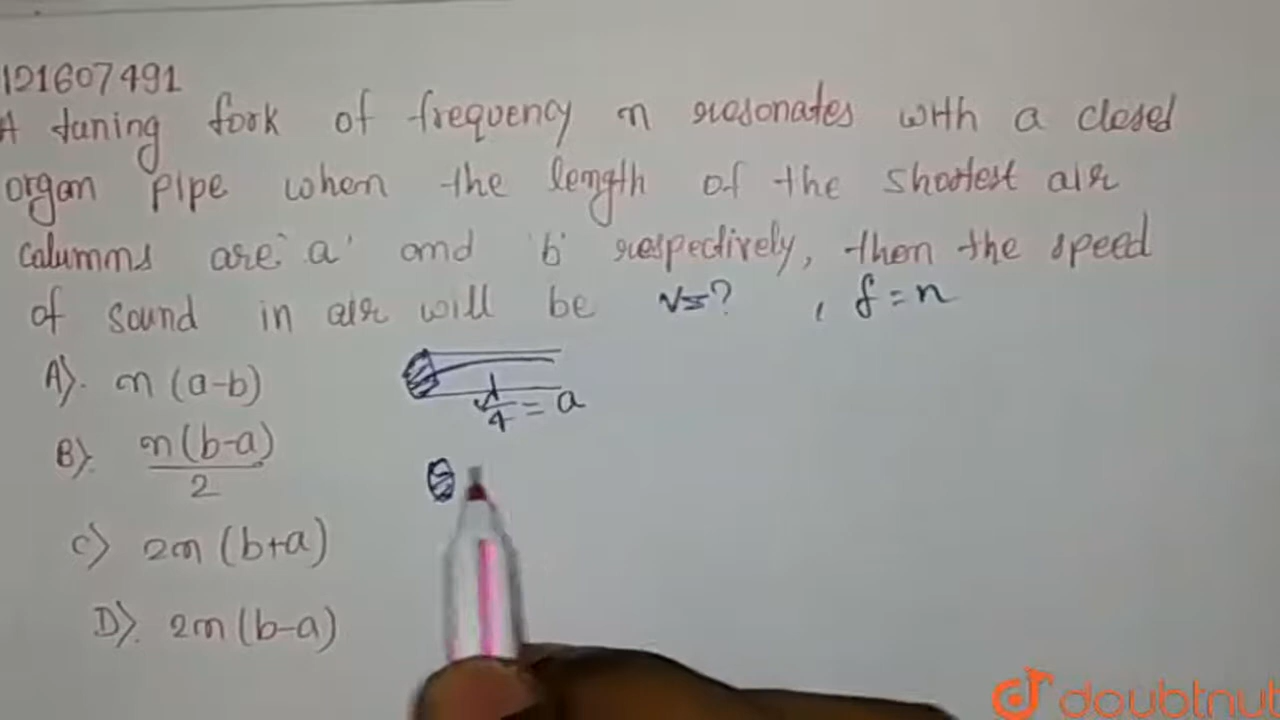 121607491
A tuning fork of frequency n resonates with a closed
organ pipe when the length of the shortest air
columns are 'a' and 'b' respectively, then the speed
of sound in air will be v=? , f=n
A). n(a-b)
λ/4 = a
B). n(b-a)/2
C) 2n(b+a)
D). 2n(b-a)
doubtnut